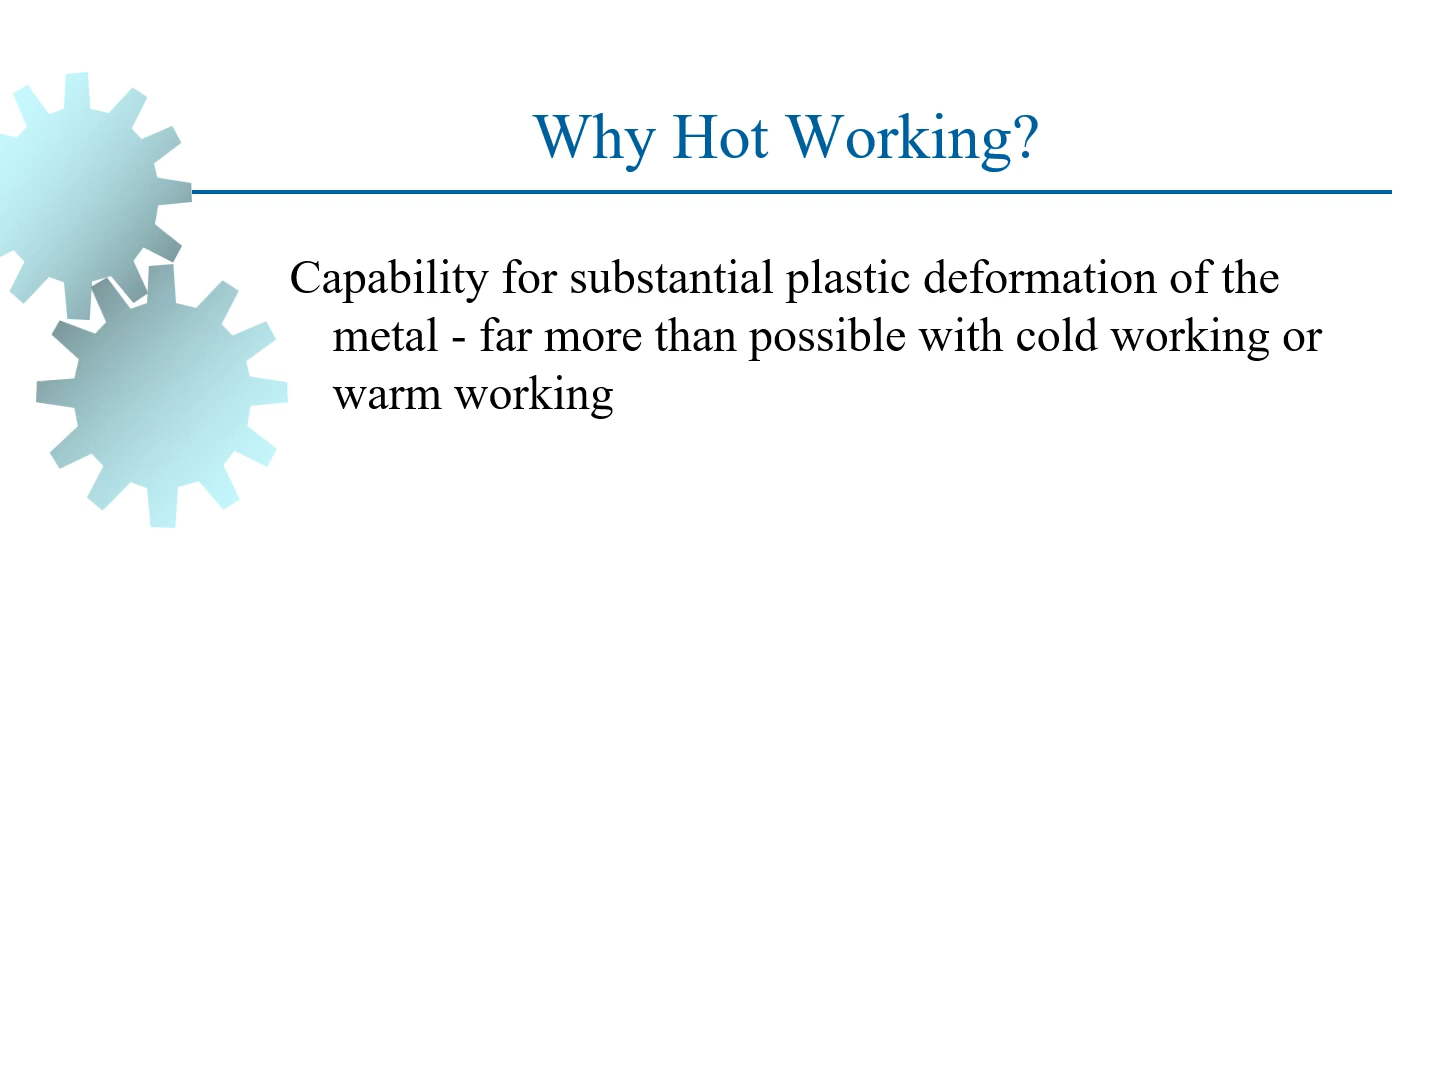 Why Hot Working?
Capability for substantial plastic deformation of the
metal - far more than possible with cold working or
warm working